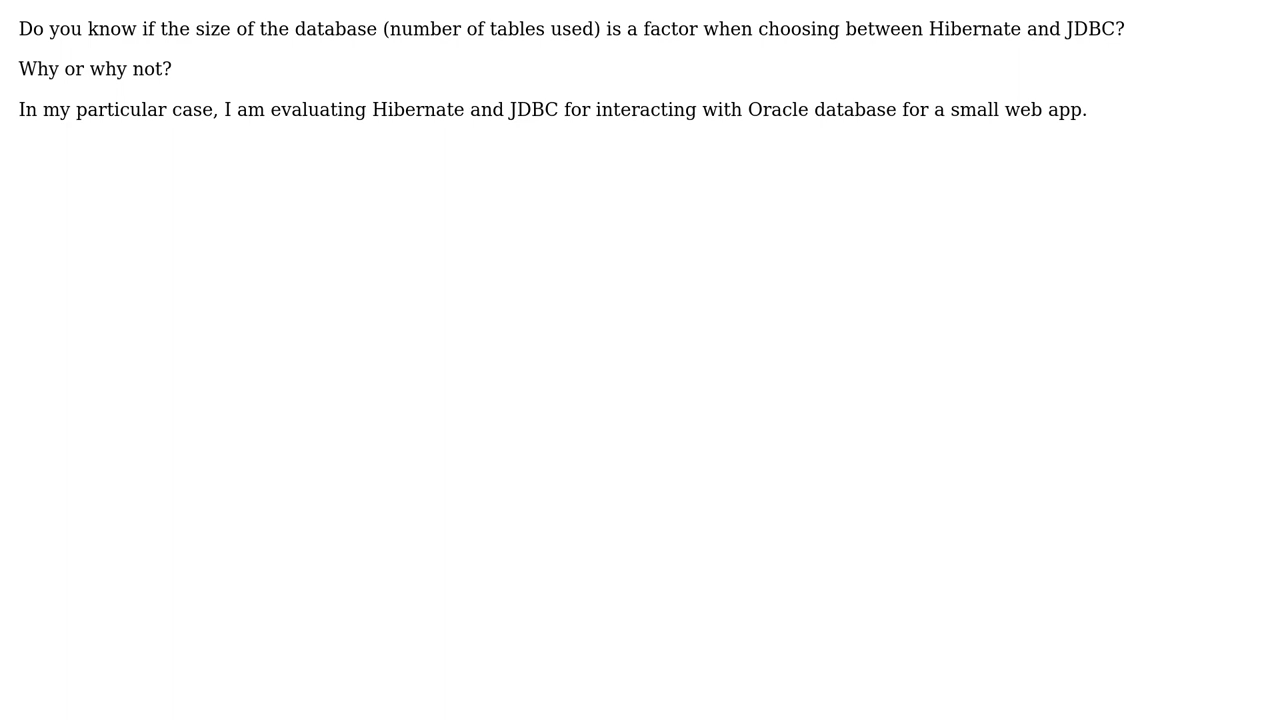 Do you know if the size of the database (number of tables used) is a factor when choosing between Hibernate and JDBC?
Why or why not?
In my particular case, I am evaluating Hibernate and JDBC for interacting with Oracle database for a small web app.